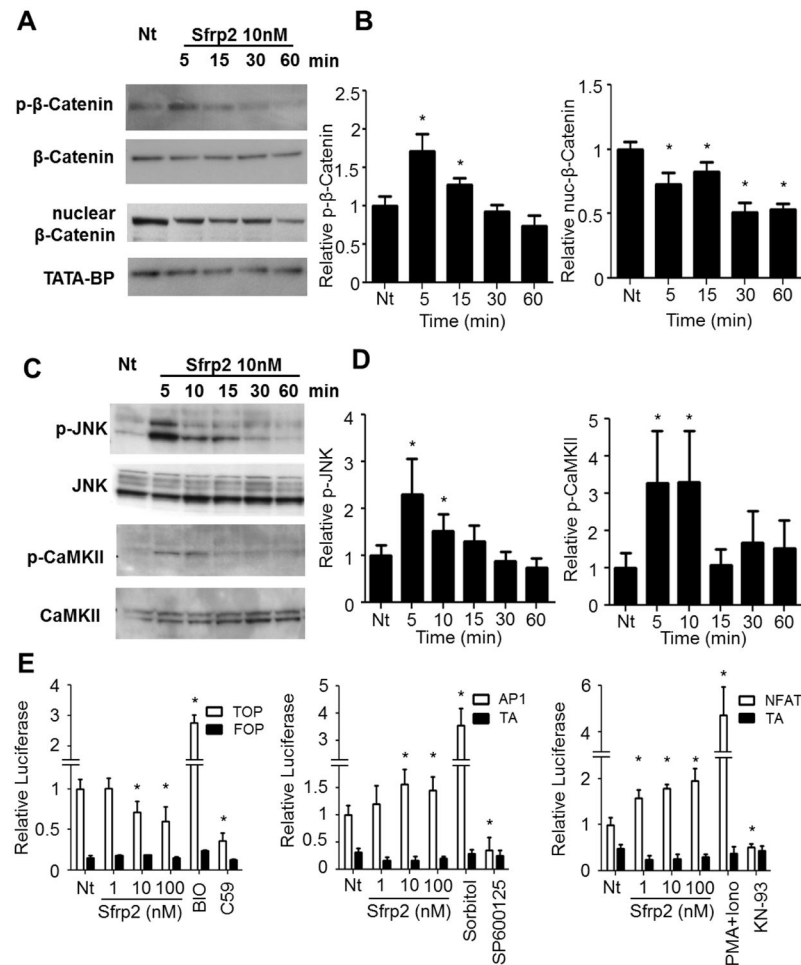 A
Nt Sfrp2 10nM
5 15 30 60 min
p-β-Catenin
β-Catenin
nuclear
β-Catenin
TATA-BP
B
Relative p-β-Catenin
2.5
2
1.5
1
0.5
0
* *
Nt 5 15 30 60
Time (min)
Relative nuc-β-Catenin
1.5
1
0.5
0
* * * *
Nt 5 15 30 60
Time (min)
C
Nt Sfrp2 10nM
5 10 15 30 60 min
p-JNK
JNK
p-CaMKII
CaMKII
D
Relative p-JNK
4
3
2
1
0
* *
Nt 5 10 15 30 60
Time (min)
Relative p-CaMKII
5
4
3
2
1
0
* *
Nt 5 10 15 30 60
Time (min)
E
Relative Luciferase
4
3
2
1
0.5
0
TOP
FOP
* * * *
Nt 1 10 100 BIO C59
Sfrp2 (nM)
Relative Luciferase
5
4
3
2
1.5
1
0.5
0
AP1
TA
* * * *
Nt 1 10 100 Sorbitol SP600125
Sfrp2 (nM)
Relative Luciferase
6
4
2
1
0
NFAT
TA
* * * * *
Nt 1 10 100 PMA+Iono KN-93
Sfrp2 (nM)